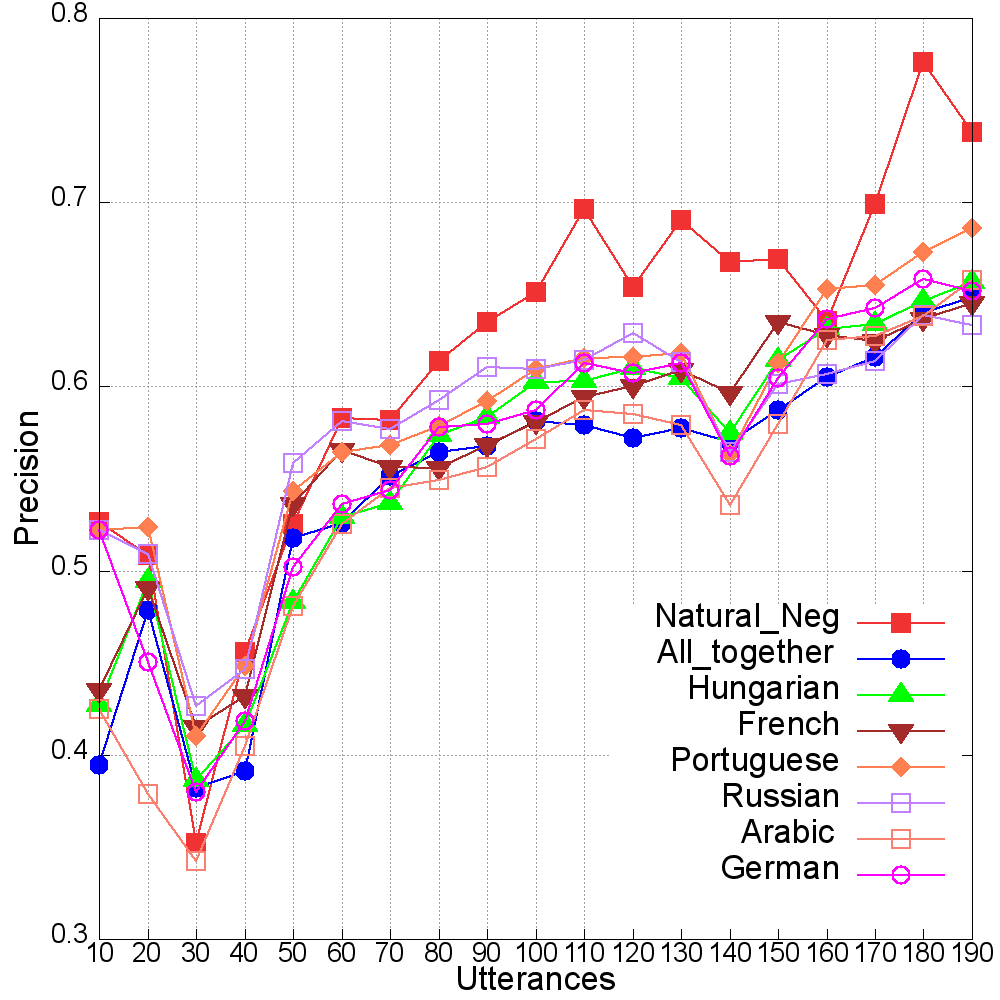 0.8
0.7
0.6
0.5
0.4
0.3
Precision
Natural_Neg
All_together
Hungarian
French
Portuguese
Russian
Arabic
German
10 20 30 40 50 60 70 80 90 100 110 120 130 140 150 160 170 180 190
Utterances